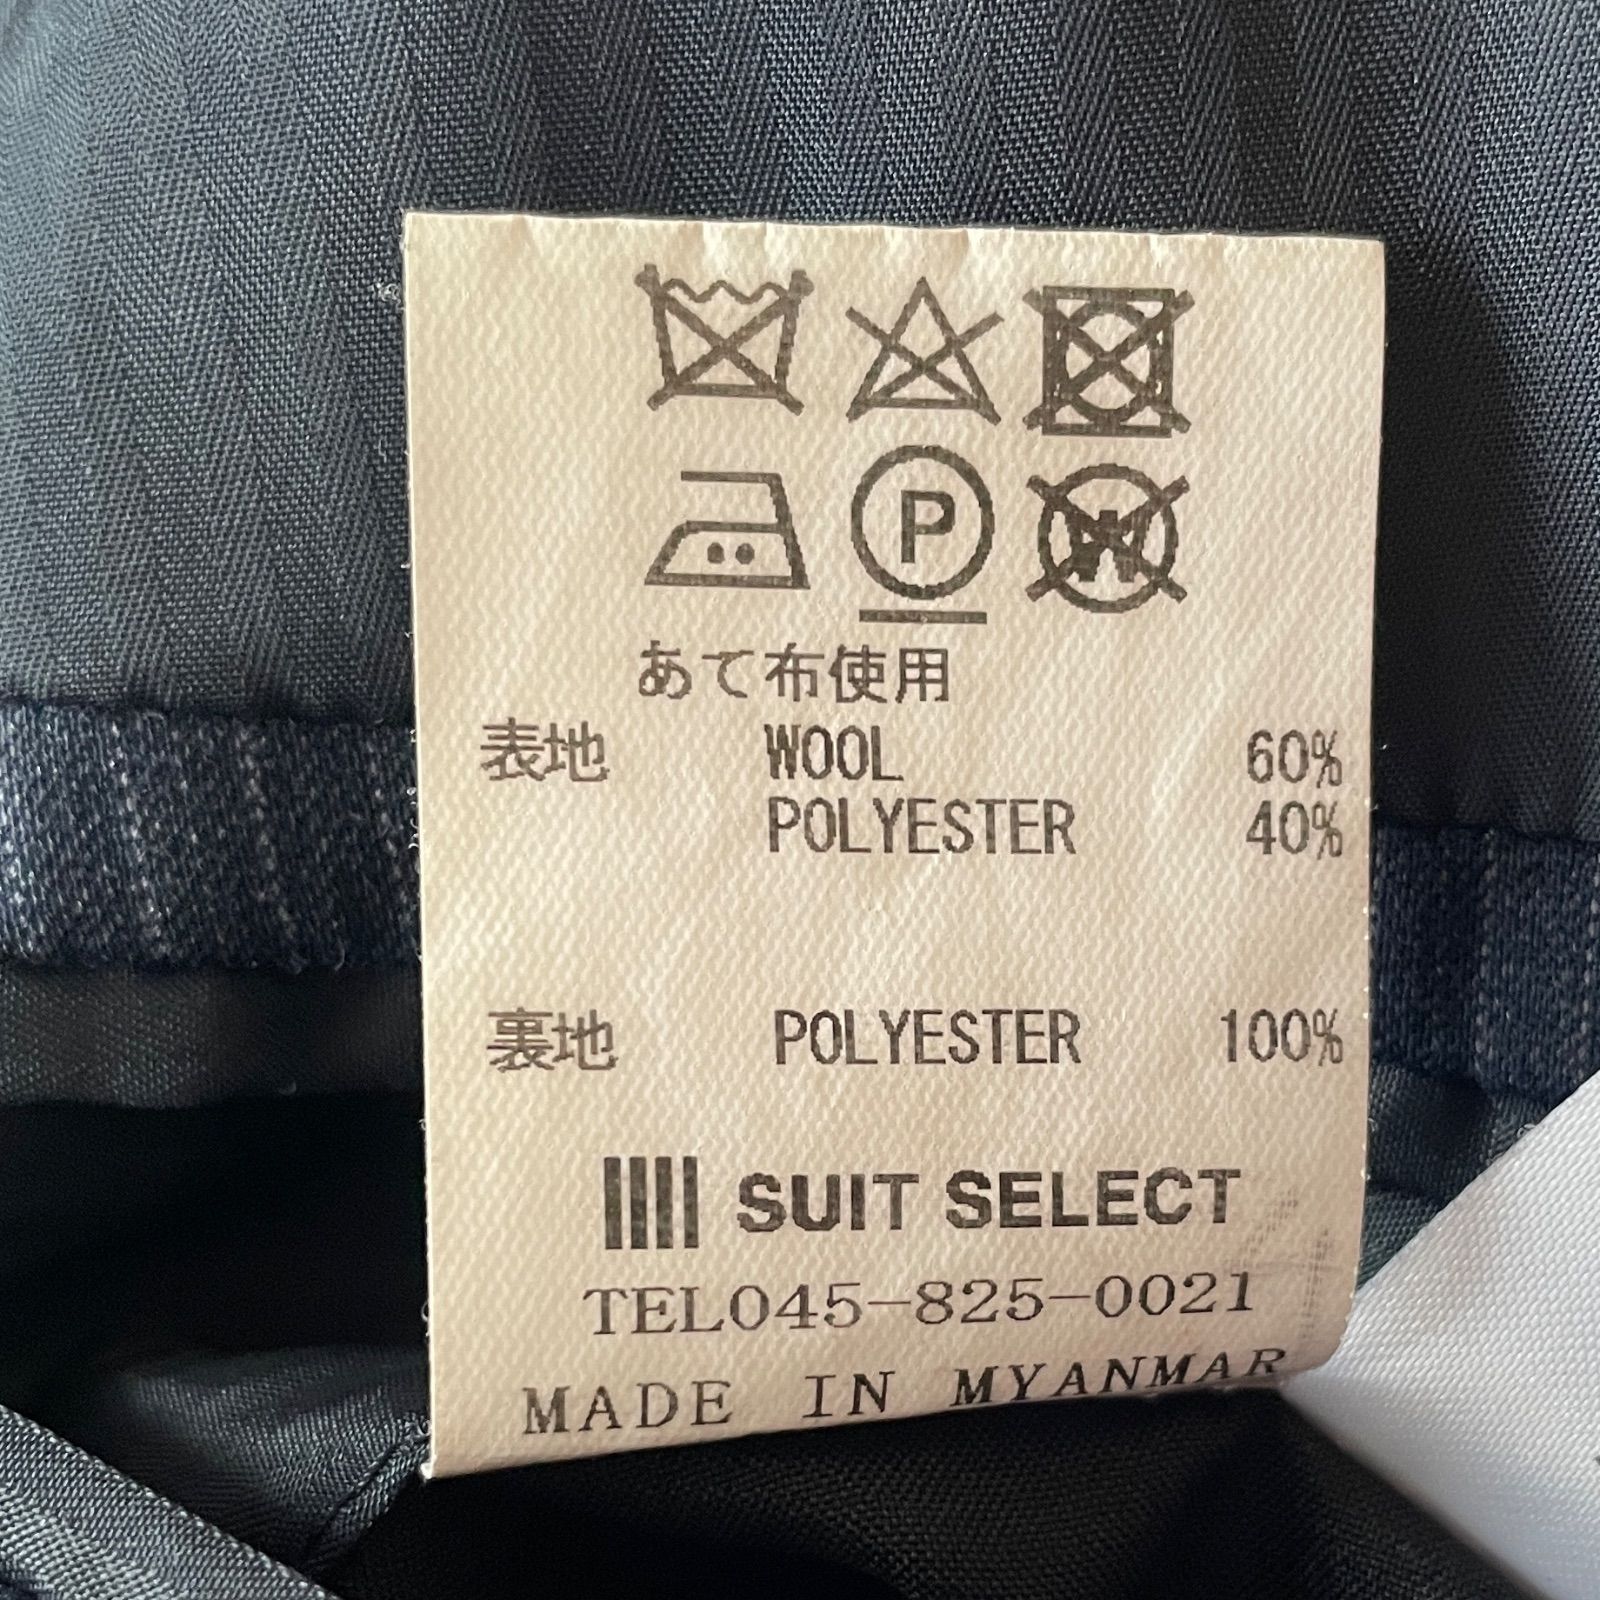 P W
あて布使用
表地 WOOL 60%
POLYESTER 40%
裏地 POLYESTER 100%
SUIT SELECT
TEL045-825-0021
MADE IN MYANMAR